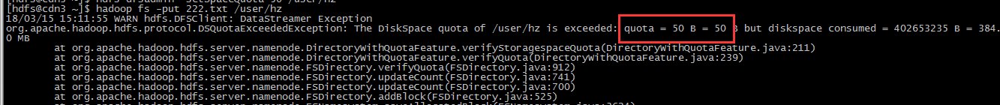 [hdfs@cdn3 ~]$ hadoop fs -put 222.txt /user/hz
18/03/15 15:11:55 WARN hdfs.DFSClient: DataStreamer Exception
org.apache.hadoop.hdfs.protocol.DSQuotaExceededException: The DiskSpace quota of /user/hz is exceeded: quota = 50 B = 50 B but diskspace consumed = 402653235 B = 384.
0 MB
at org.apache.hadoop.hdfs.server.namenode.DirectoryWithQuotaFeature.verifyStoragespaceQuota(DirectoryWithQuotaFeature.java:211)
at org.apache.hadoop.hdfs.server.namenode.DirectoryWithQuotaFeature.verifyQuota(DirectoryWithQuotaFeature.java:239)
at org.apache.hadoop.hdfs.server.namenode.FSDirectory.verifyQuota(FSDirectory.java:912)
at org.apache.hadoop.hdfs.server.namenode.FSDirectory.updateCount(FSDirectory.java:741)
at org.apache.hadoop.hdfs.server.namenode.FSDirectory.updateCount(FSDirectory.java:700)
at org.apache.hadoop.hdfs.server.namenode.FSDirectory.addBlock(FSDirectory.java:525)